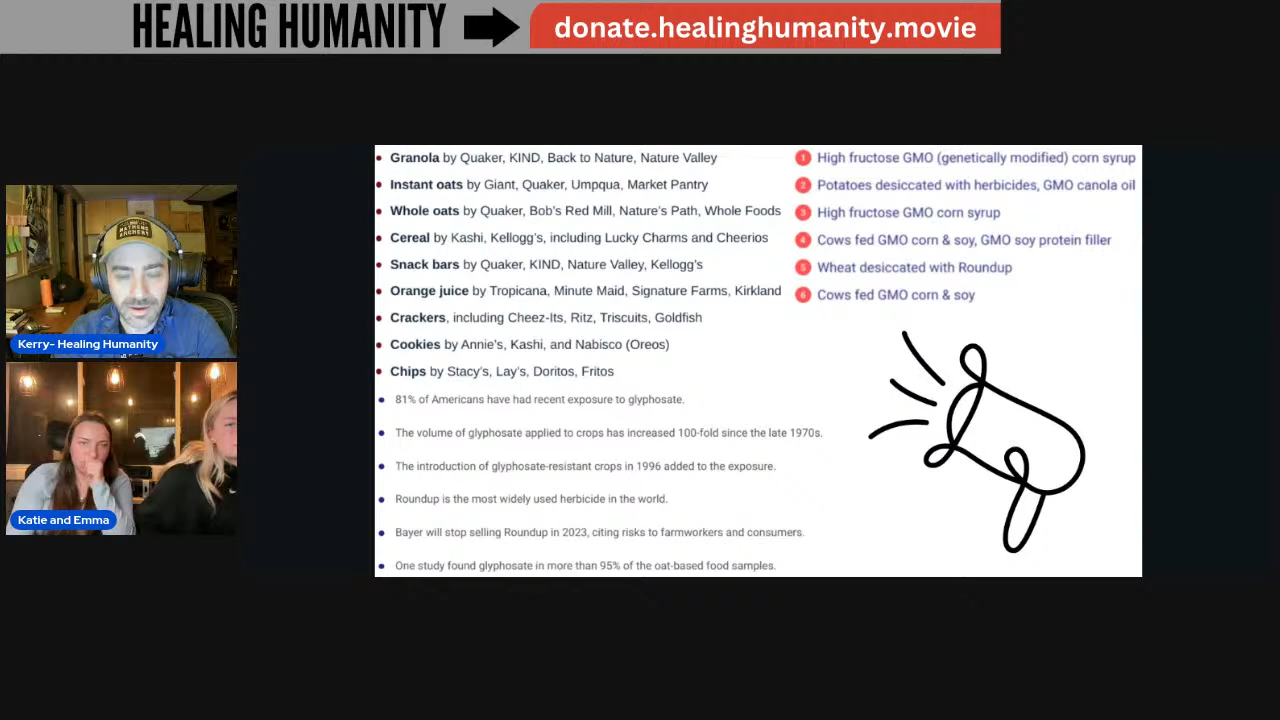 HEALING HUMANITY
donate.healinghumanity.movie
Granola by Quaker, KIND, Back to Nature, Nature Valley
Instant oats by Giant, Quaker, Umpqua, Market Pantry
Whole oats by Quaker, Bob's Red Mill, Nature's Path, Whole Foods
Cereal by Kashi, Kellogg's, including Lucky Charms and Cheerios
Snack bars by Quaker, KIND, Nature Valley, Kellogg's
Orange juice by Tropicana, Minute Maid, Signature Farms, Kirkland
Crackers, including Cheez-Its, Ritz, Triscuits, Goldfish
Cookies by Annie's, Kashi, and Nabisco (Oreos)
Chips by Stacy's, Lay's, Doritos, Fritos
81% of Americans have had recent exposure to glyphosate.
The volume of glyphosate applied to crops has increased 100-fold since the late 1970s.
The introduction of glyphosate-resistant crops in 1996 added to the exposure.
Roundup is the most widely used herbicide in the world.
Bayer will stop selling Roundup in 2023, citing risks to farmworkers and consumers.
One study found glyphosate in more than 95% of the oat-based food samples.
1 High fructose GMO (genetically modified) corn syrup
2 Potatoes desiccated with herbicides, GMO canola oil
3 High fructose GMO corn syrup
4 Cows fed GMO corn & soy, GMO soy protein filler
5 Wheat desiccated with Roundup
6 Cows fed GMO corn & soy
Kerry- Healing Humanity
Katie and Emma